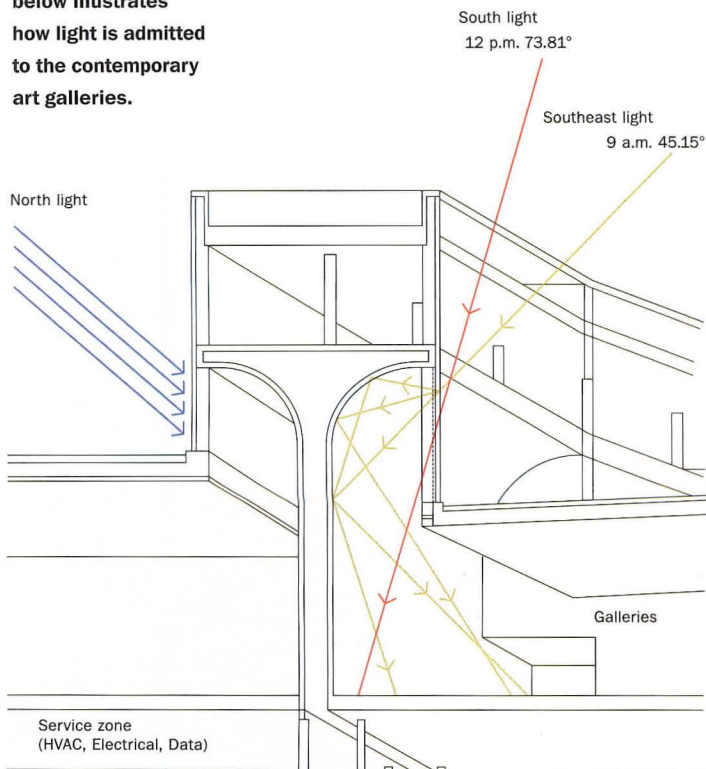 below illustrates
how light is admitted
to the contemporary
art galleries.
South light
12 p.m. 73.81°
Southeast light
9 a.m. 45.15°
North light
Galleries
Service zone
(HVAC, Electrical, Data)